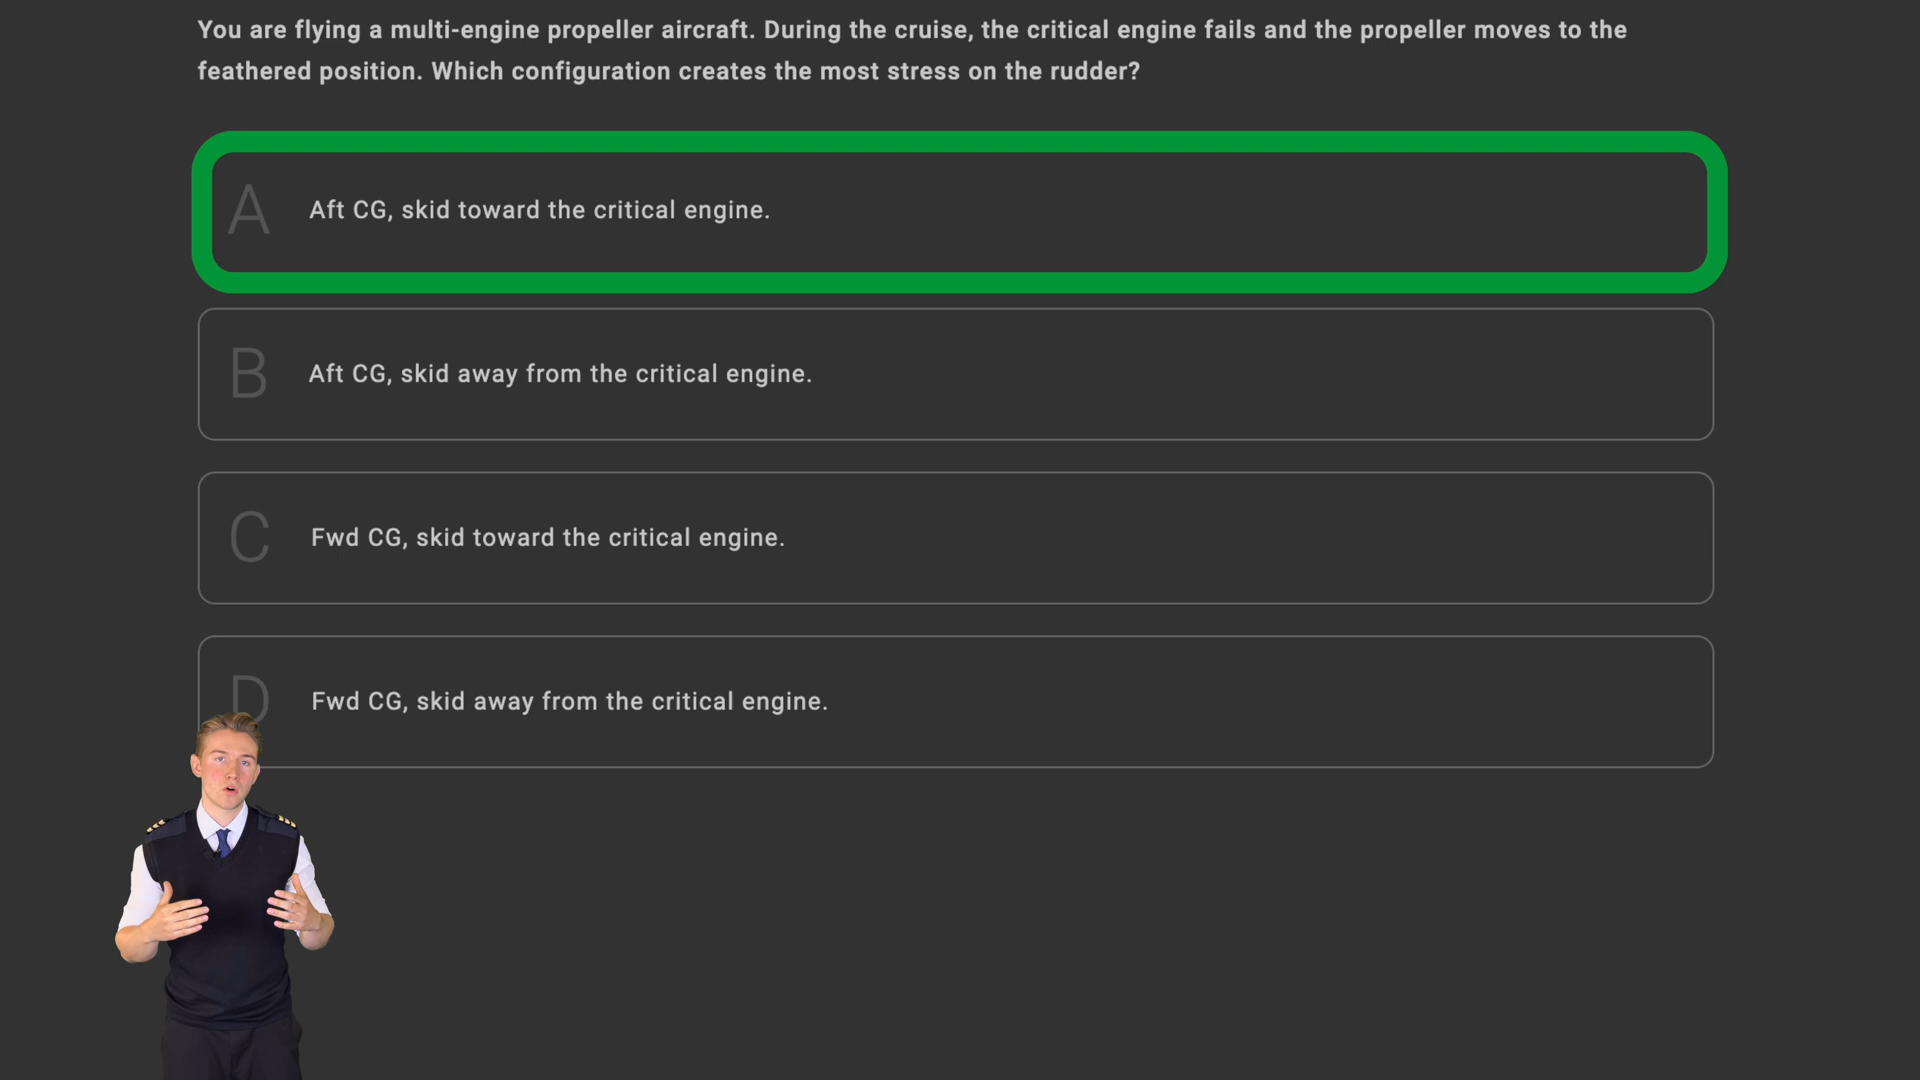 You are flying a multi-engine propeller aircraft. During the cruise, the critical engine fails and the propeller moves to the
feathered position. Which configuration creates the most stress on the rudder?
A Aft CG, skid toward the critical engine.
B Aft CG, skid away from the critical engine.
C Fwd CG, skid toward the critical engine.
D Fwd CG, skid away from the critical engine.